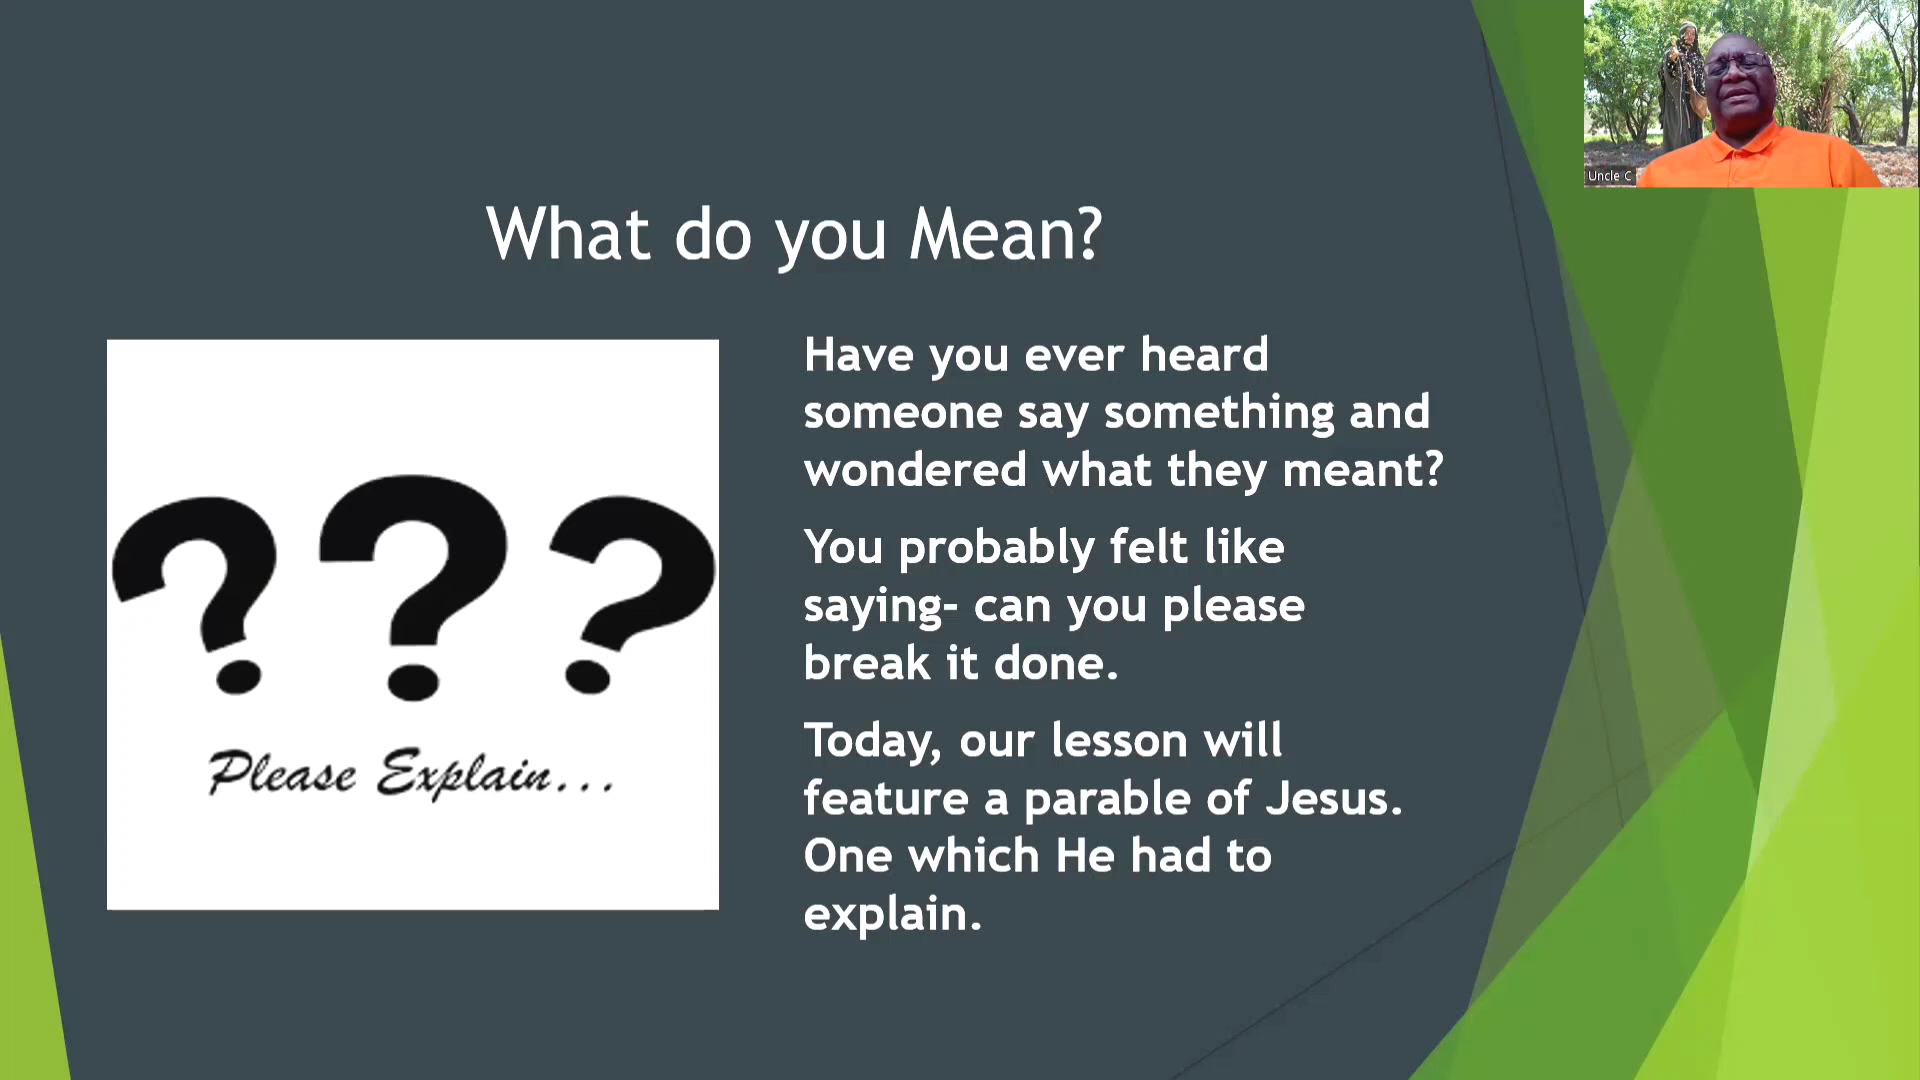 Uncle C
What do you Mean?
Have you ever heard
someone say something and
wondered what they meant?
You probably felt like
saying- can you please
break it done.
Today, our lesson will
feature a parable of Jesus.
One which He had to
explain.
???
Please Explain...